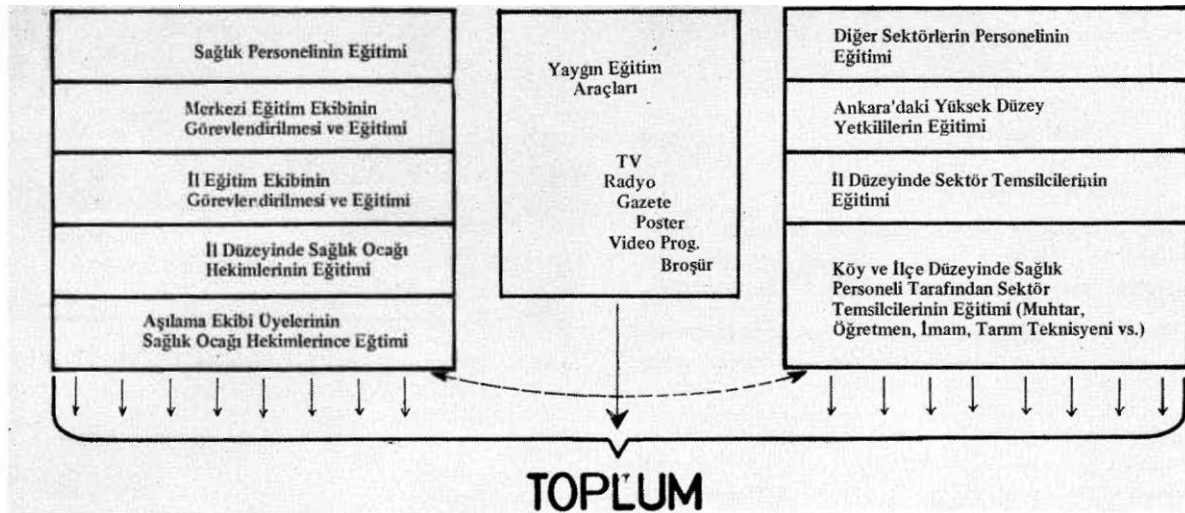 Sağlık Personelinin Eğitimi
Merkezi Eğitim Ekibinin
Görevlendirilmesi ve Eğitimi
İl Eğitim Ekibinin
Görevlendirilmesi ve Eğitimi
İl Düzeyinde Sağlık Ocağı
Hekimlerinin Eğitimi
Aşılama Ekibi Üyelerinin
Sağlık Ocağı Hekimlerince Eğtimi
Yaygın Eğitim
Araçları
TV
Radyo
Gazete
Poster
Video Prog.
Broşür
Diğer Sektörlerin Personelinin
Eğitimi
Ankara'daki Yüksek Düzey
Yetkililerin Eğitimi
İl Düzeyinde Sektör Temsilcilerinin
Eğitimi
Köy ve İlçe Düzeyinde Sağlık
Personeli Tarafından Sektör
Temsilcilerinin Eğitimi (Muhtar,
Öğretmen, İmam, Tarım Teknisyeni vs.)
TOPLUM